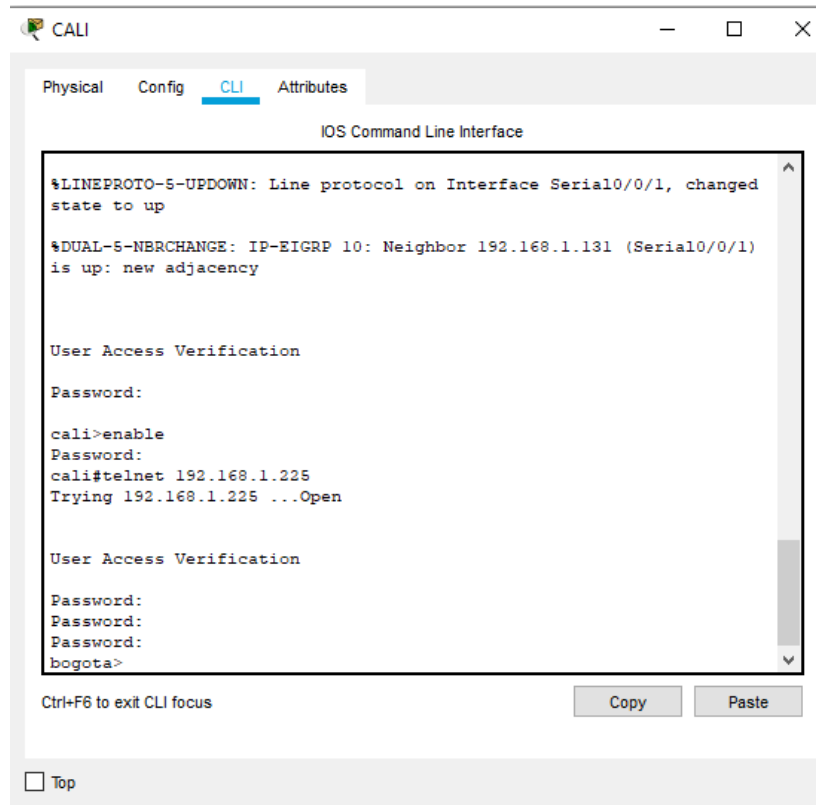 CALI
Physical Config CLI Attributes
IOS Command Line Interface
%LINEPROTO-5-UPDOWN: Line protocol on Interface Serial0/0/1, changed
state to up
%DUAL-5-NBRCHANGE: IP-EIGRP 10: Neighbor 192.168.1.131 (Serial0/0/1)
is up: new adjacency
User Access Verification
Password:
cali>enable
Password:
cali#telnet 192.168.1.225
Trying 192.168.1.225 ...Open
User Access Verification
Password:
Password:
Password:
bogota>
Ctrl+F6 to exit CLI focus
Copy Paste
Top